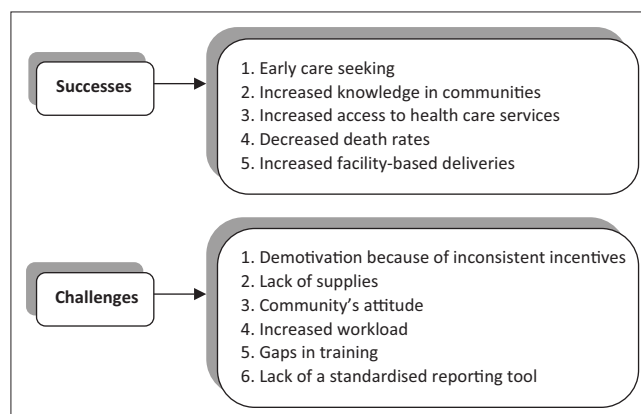 Successes
1. Early care seeking
2. Increased knowledge in communities
3. Increased access to health care services
4. Decreased death rates
5. Increased facility-based deliveries
Challenges
1. Demotivation because of inconsistent incentives
2. Lack of supplies
3. Community’s attitude
4. Increased workload
5. Gaps in training
6. Lack of a standardised reporting tool